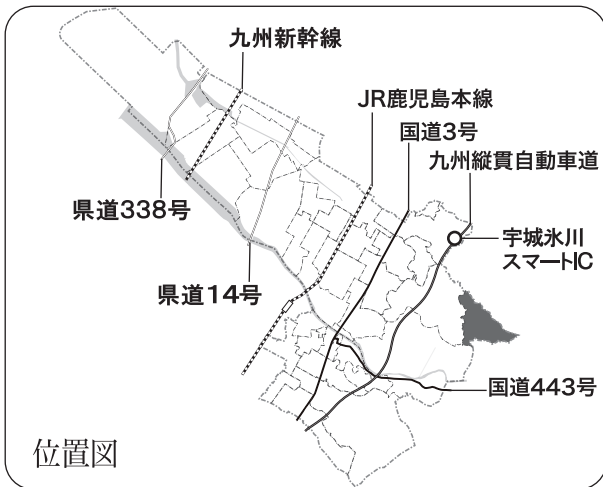 九州新幹線
JR鹿児島本線
国道3号
九州縦貫自動車道
県道338号
宇城氷川
スマートIC
県道14号
国道443号
位置図